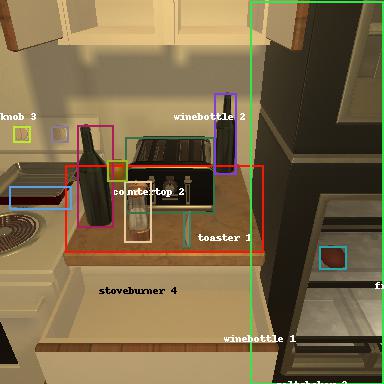 knob 3
winebottle 2
countertop 2
toaster 1
stoveburner 4
winebottle 1